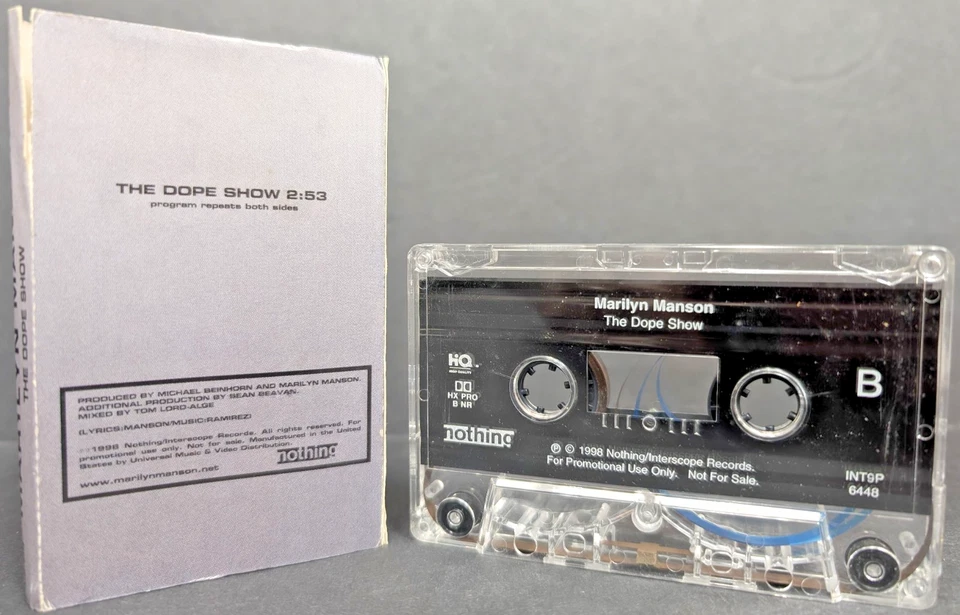 THE DOPE SHOW 2:53
program repeats both sides
THE DOPE SHOW
PRODUCED BY MICHAEL BEINHORN AND MARILYN MANSON.
ADDITIONAL PRODUCTION BY SEAN BEAVAN.
MIXED BY TOM LORD-ALGE
(LYRICS:MANSON/MUSIC:RAMIREZ)
1998 Nothing/Interscope Records. All rights reserved. For
promotional use only. Not for sale. Manufactured in the United
States by Universal Music & Video Distribution.
nothing
www.marilynmanson.net
Marilyn Manson
The Dope Show
HQ
HIGH QUALITY
HX PRO
B NR
B
nothing
℗ © 1998 Nothing/Interscope Records.
For Promotional Use Only. Not For Sale.
INT9P
6448